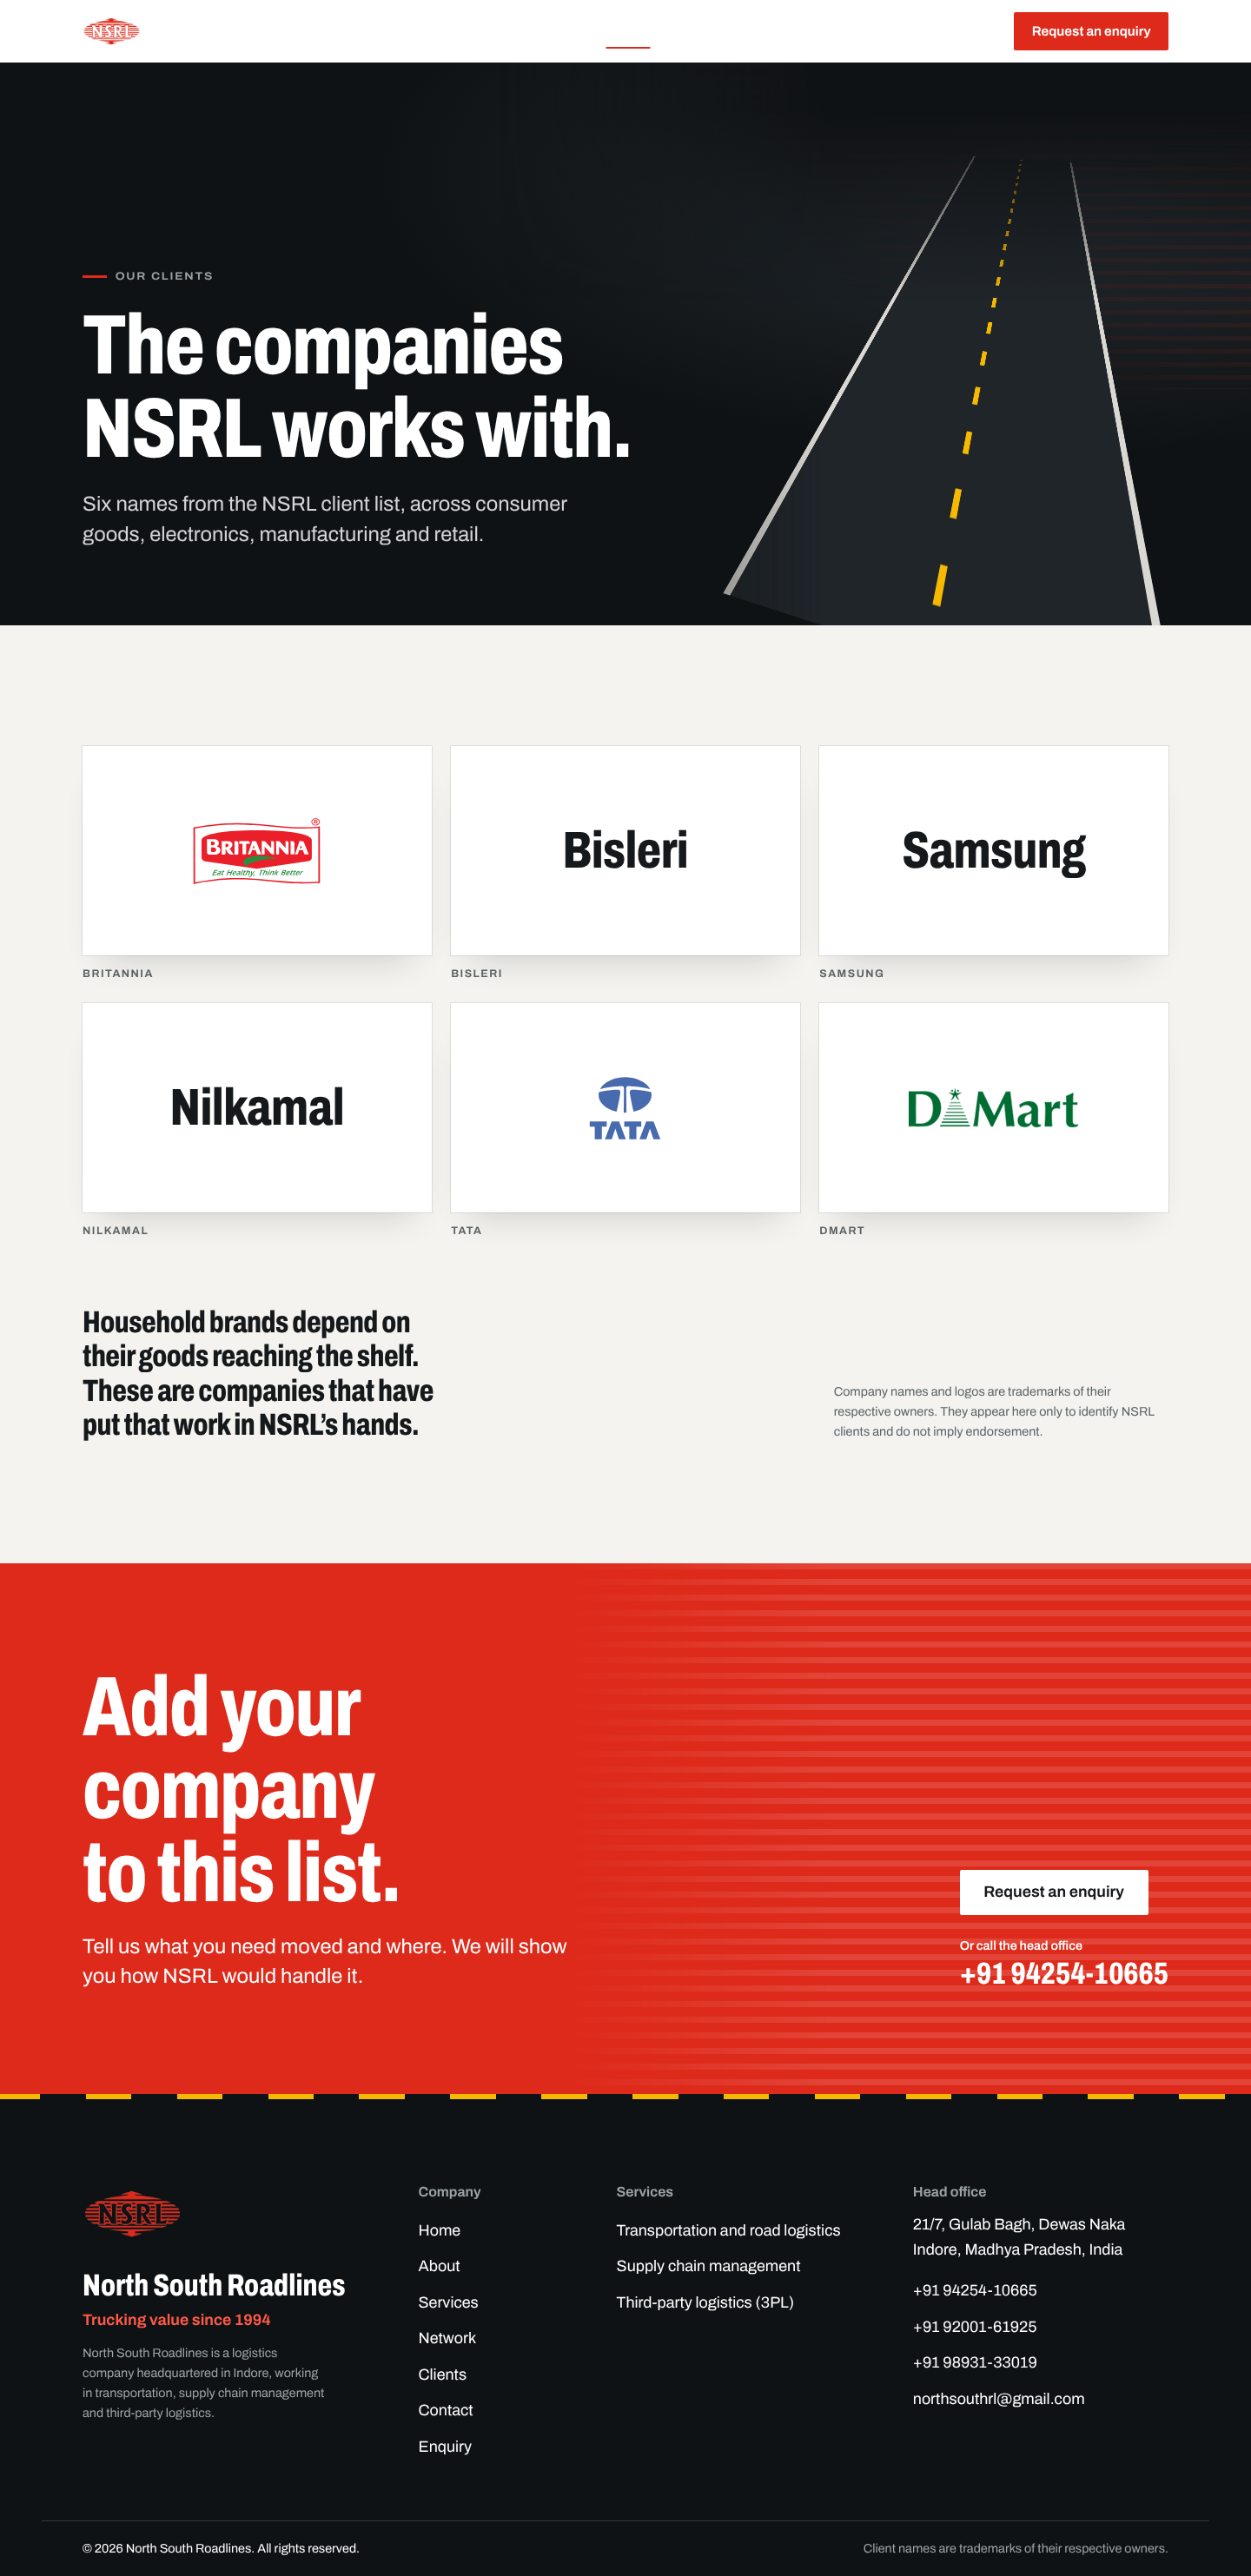 NSRL
Request an enquiry
OUR CLIENTS
The companies
NSRL works with.
Six names from the NSRL client list, across consumer
goods, electronics, manufacturing and retail.
BRITANNIA
®
Eat Healthy, Think Better
Bisleri
Samsung
BRITANNIA
BISLERI
SAMSUNG
Nilkamal
TATA
DMart
NILKAMAL
TATA
DMART
Household brands depend on
their goods reaching the shelf.
These are companies that have
put that work in NSRL’s hands.
Company names and logos are trademarks of their
respective owners. They appear here only to identify NSRL
clients and do not imply endorsement.
Add your
company
to this list.
Tell us what you need moved and where. We will show
you how NSRL would handle it.
Request an enquiry
Or call the head office
+91 94254-10665
NSRL
North South Roadlines
Trucking value since 1994
North South Roadlines is a logistics
company headquartered in Indore, working
in transportation, supply chain management
and third-party logistics.
Company
Home
About
Services
Network
Clients
Contact
Enquiry
Services
Transportation and road logistics
Supply chain management
Third-party logistics (3PL)
Head office
21/7, Gulab Bagh, Dewas Naka
Indore, Madhya Pradesh, India
+91 94254-10665
+91 92001-61925
+91 98931-33019
northsouthrl@gmail.com
© 2026 North South Roadlines. All rights reserved.
Client names are trademarks of their respective owners.